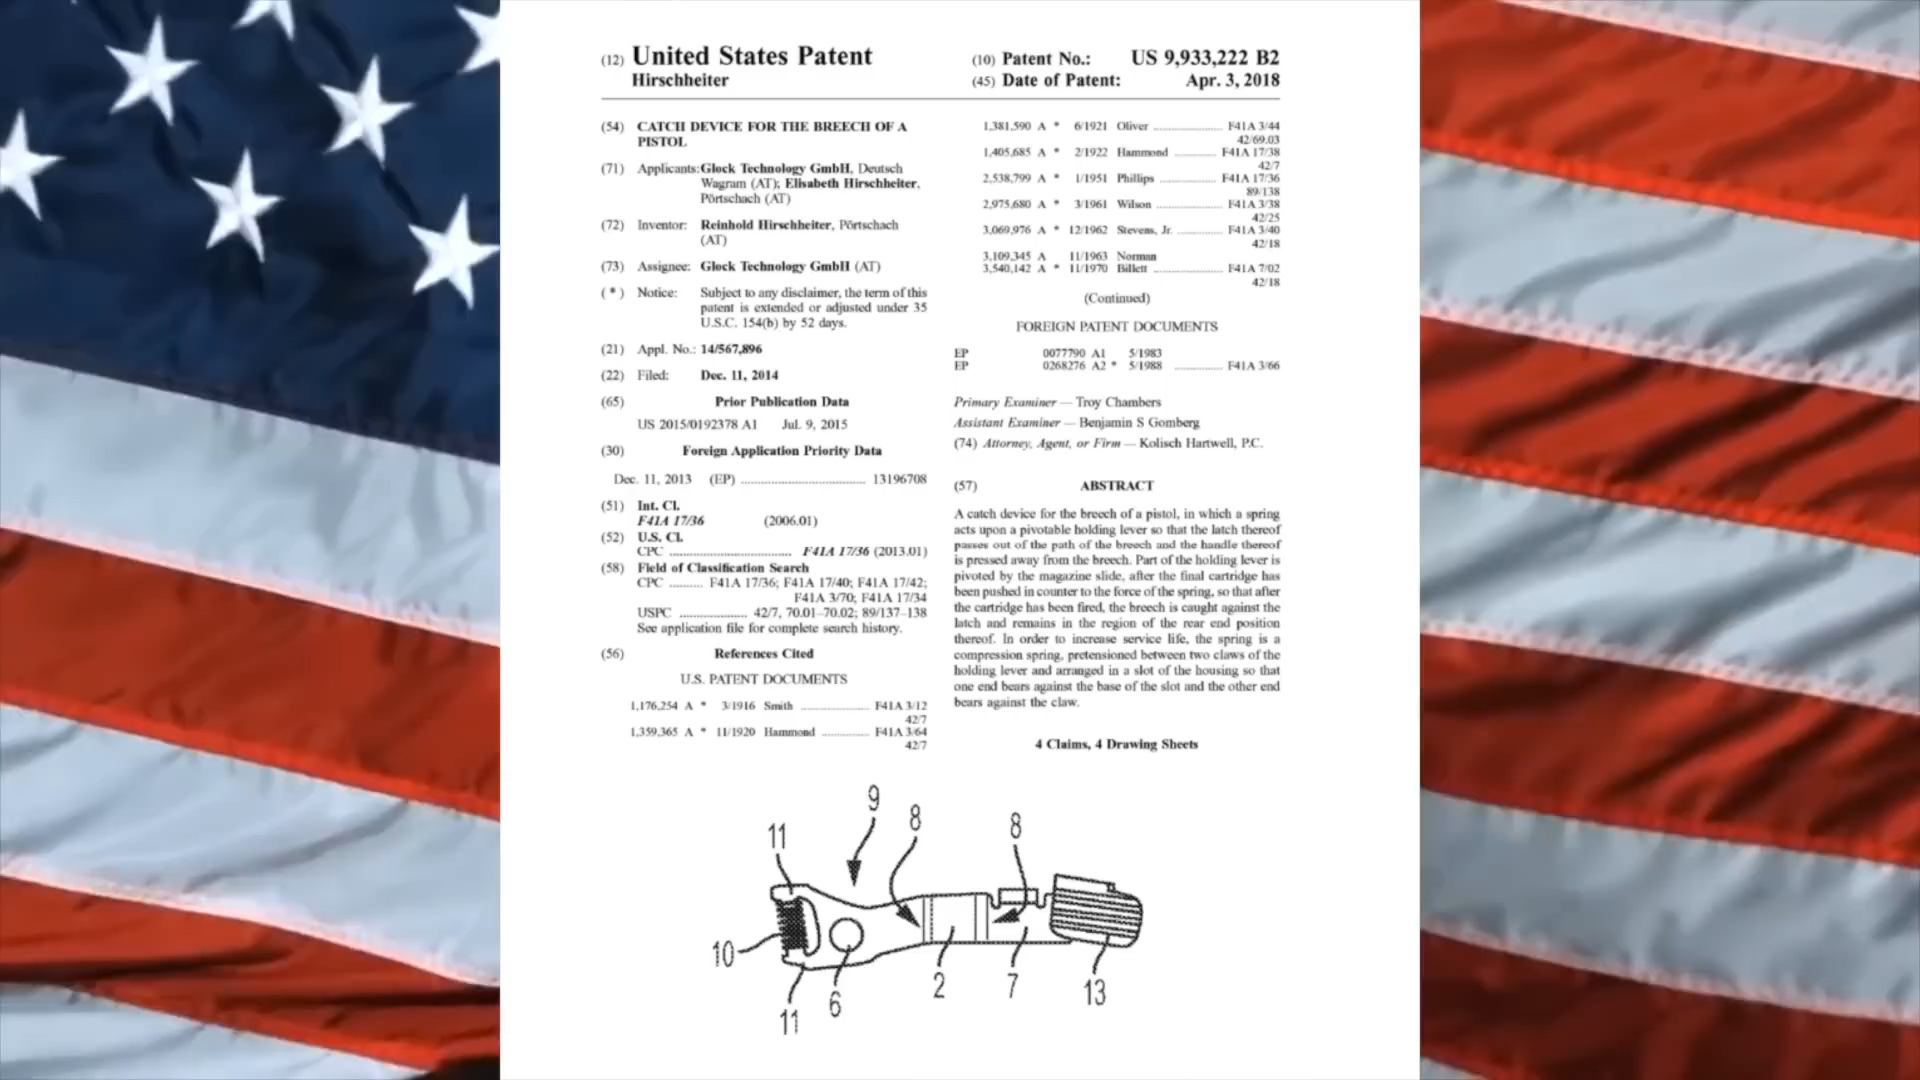 (12) United States Patent
Hirschheiter
(10) Patent No.: US 9,933,222 B2
(45) Date of Patent: Apr. 3, 2018
(54) CATCH DEVICE FOR THE BREECH OF A
PISTOL
(71) Applicants: Glock Technology GmbH, Deutsch
Wagram (AT); Elisabeth Hirschheiter,
Pörtschach (AT)
(72) Inventor: Reinhold Hirschheiter, Pörtschach
(AT)
(73) Assignee: Glock Technology GmbH (AT)
( * ) Notice: Subject to any disclaimer, the term of this
patent is extended or adjusted under 35
U.S.C. 154(b) by 52 days.
(21) Appl. No.: 14/567,896
(22) Filed: Dec. 11, 2014
(65) Prior Publication Data
US 2015/0192378 A1 Jul. 9, 2015
(30) Foreign Application Priority Data
Dec. 11, 2013 (EP) ................................ 13196708
(51) Int. Cl.
F41A 17/36 (2006.01)
(52) U.S. Cl.
CPC ................................ F41A 17/36 (2013.01)
(58) Field of Classification Search
CPC ......... F41A 17/36; F41A 17/40; F41A 17/42;
F41A 3/70; F41A 17/34
USPC .................. 42/7, 70.01-70.02; 89/137-138
See application file for complete search history.
(56) References Cited
U.S. PATENT DOCUMENTS
1,176,254 A * 3/1916 Smith .................... F41A 3/12
42/7
1,359,365 A * 11/1920 Hammond .............. F41A 3/64
42/7
1,381,590 A * 6/1921 Oliver .................... F41A 3/44
42/69.03
1,405,685 A * 2/1922 Hammond ............ F41A 17/38
42/7
2,538,799 A * 1/1951 Phillips ................ F41A 17/36
89/138
2,975,680 A * 3/1961 Wilson .................. F41A 3/38
42/25
3,069,976 A * 12/1962 Stevens, Jr. ............ F41A 3/40
42/18
3,109,345 A 11/1963 Norman
3,540,142 A * 11/1970 Billett .................... F41A 7/02
42/18
(Continued)
FOREIGN PATENT DOCUMENTS
EP 0077790 A1 5/1983
EP 0268276 A2 * 5/1988 .............. F41A 3/66
Primary Examiner — Troy Chambers
Assistant Examiner — Benjamin S Gomberg
(74) Attorney, Agent, or Firm — Kolisch Hartwell, P.C.
(57) ABSTRACT
A catch device for the breech of a pistol, in which a spring
acts upon a pivotable holding lever so that the latch thereof
passes out of the path of the breech and the handle thereof
is pressed away from the breech. Part of the holding lever is
pivoted by the magazine slide, after the final cartridge has
been pushed in counter to the force of the spring, so that after
the cartridge has been fired, the breech is caught against the
latch and remains in the region of the rear end position
thereof. In order to increase service life, the spring is a
compression spring, pretensioned between two claws of the
holding lever and arranged in a slot of the housing so that
one end bears against the base of the slot and the other end
bears against the claw.
4 Claims, 4 Drawing Sheets
9
8
8
11
10
11
6
2
7
13